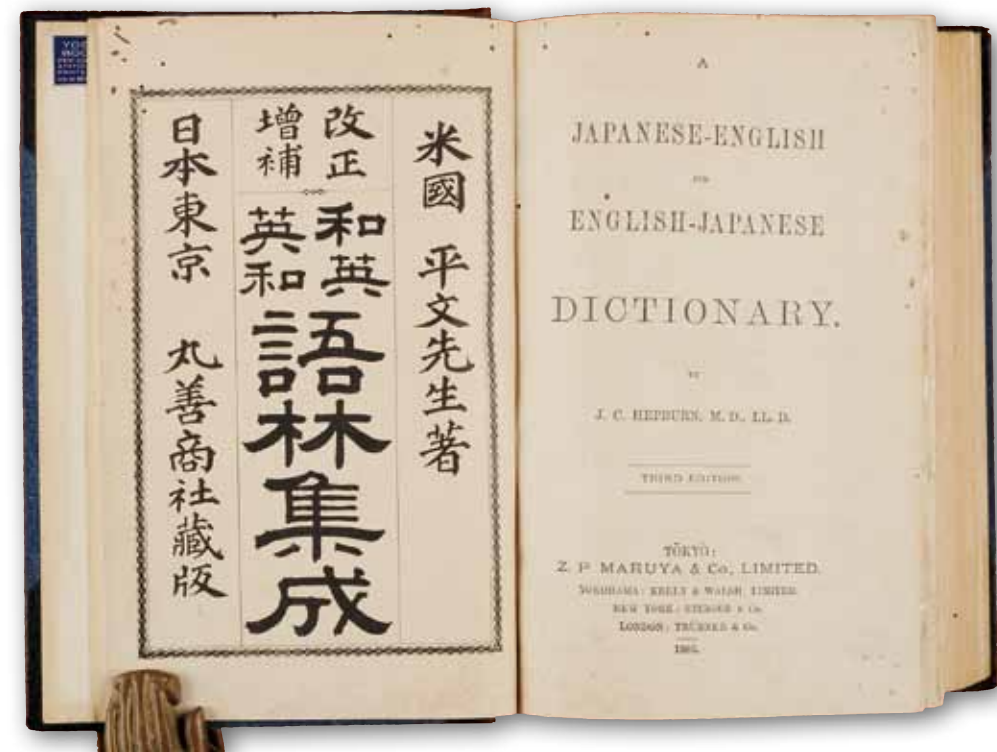 米國 平文先生著
改正
增補
和英
英和
語林集成
日本東京 丸善商社藏版
A
JAPANESE-ENGLISH
AND
ENGLISH-JAPANESE
DICTIONARY.
BY
J. C. HEPBURN, M. D., LL. D.
THIRD EDITION.
TŌKYŌ:
Z. P. MARUYA & Co., LIMITED.
YOKOHAMA: KELLY & WALSH, LIMITED.
NEW YORK: STEIGER & Co.
LONDON: TRÜBNER & Co.
1886.